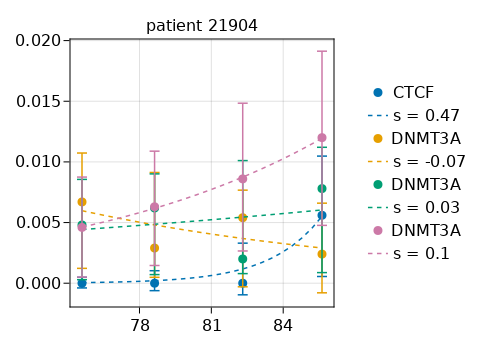 patient 21904
0.020
0.015
0.010
0.005
0.000
78 81 84
CTCF
s = 0.47
DNMT3A
s = -0.07
DNMT3A
s = 0.03
DNMT3A
s = 0.1